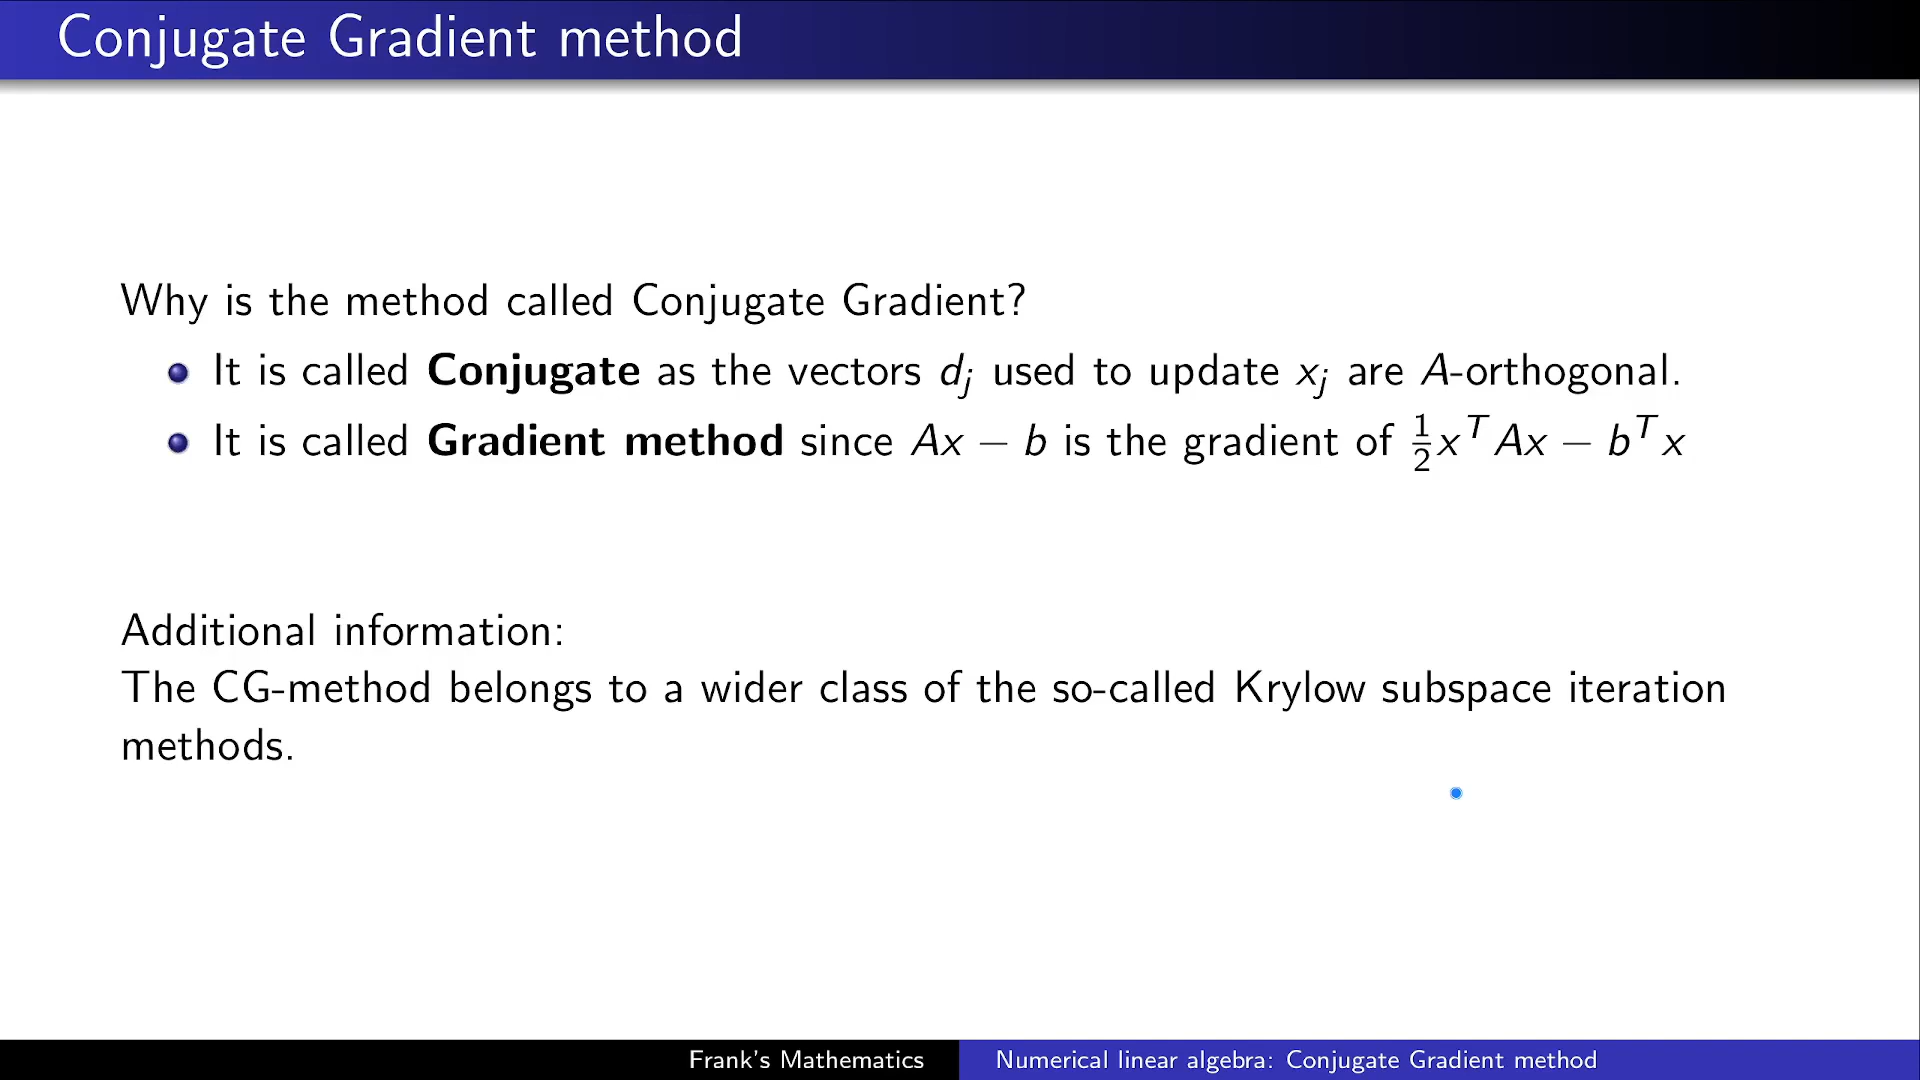 Conjugate Gradient method
Why is the method called Conjugate Gradient?
It is called Conjugate as the vectors d_j used to update x_j are A-orthogonal.
It is called Gradient method since Ax − b is the gradient of ½x^T Ax − b^T x
Additional information:
The CG-method belongs to a wider class of the so-called Krylow subspace iteration
methods.
Frank's Mathematics
Numerical linear algebra: Conjugate Gradient method